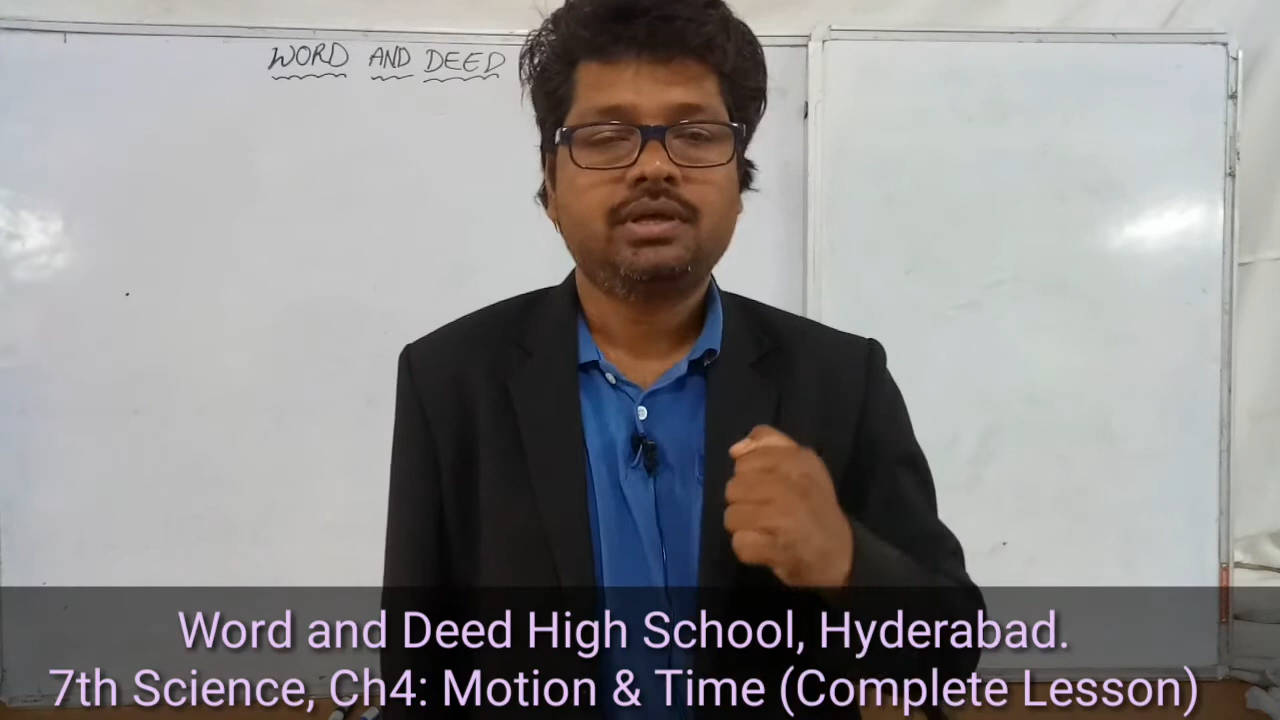 WORD AND DEED
Word and Deed High School, Hyderabad.
7th Science, Ch4: Motion & Time (Complete Lesson)